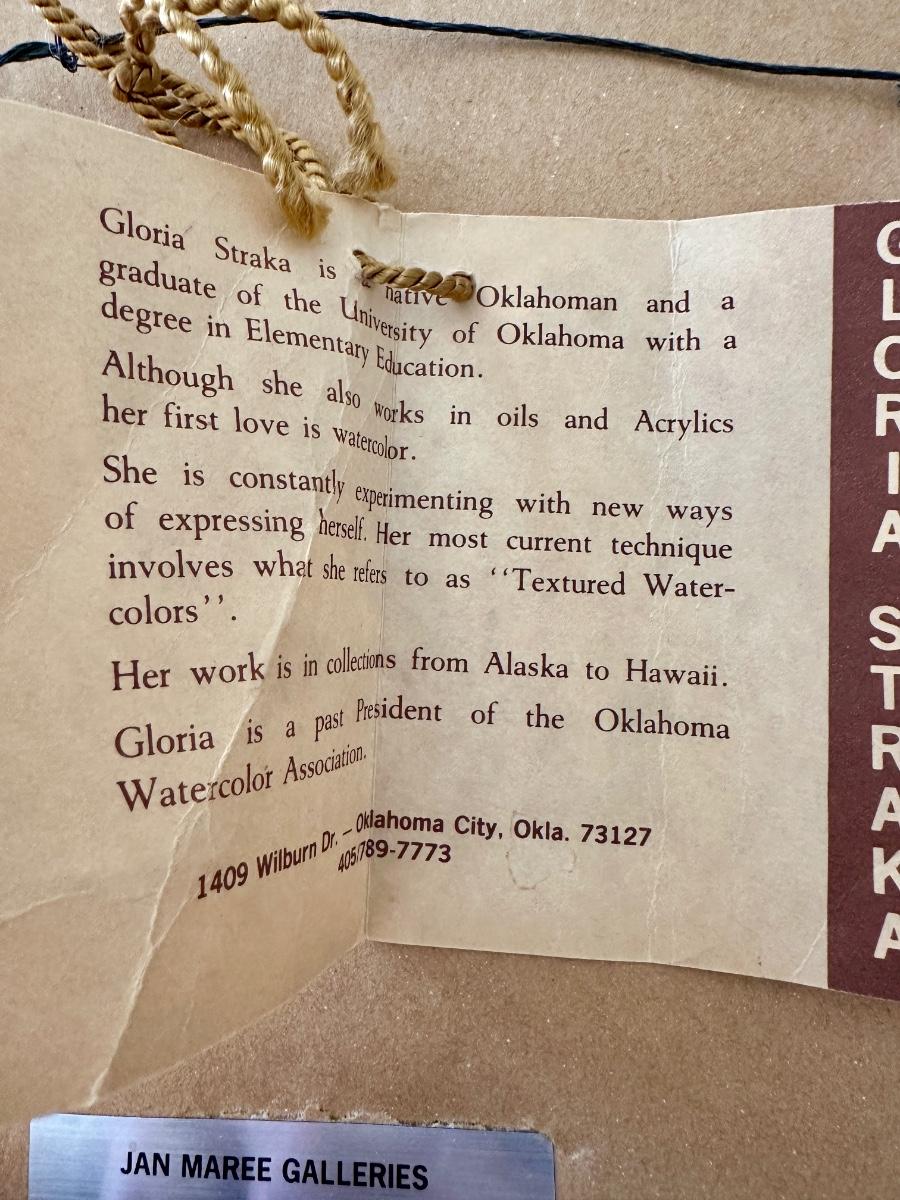 Gloria Straka is a native Oklahoman and a
graduate of the University of Oklahoma with a
degree in Elementary Education.
Although she also works in oils and Acrylics
her first love is watercolor.
She is constantly experimenting with new ways
of expressing herself. Her most current technique
involves what she refers to as ‘‘Textured Water-
colors’’.
Her work is in collections from Alaska to Hawaii.
Gloria is a past President of the Oklahoma
Watercolor Association.
1409 Wilburn Dr. – Oklahoma City, Okla. 73127
405/789-7773
GLORIA STRAKA
JAN MAREE GALLERIES